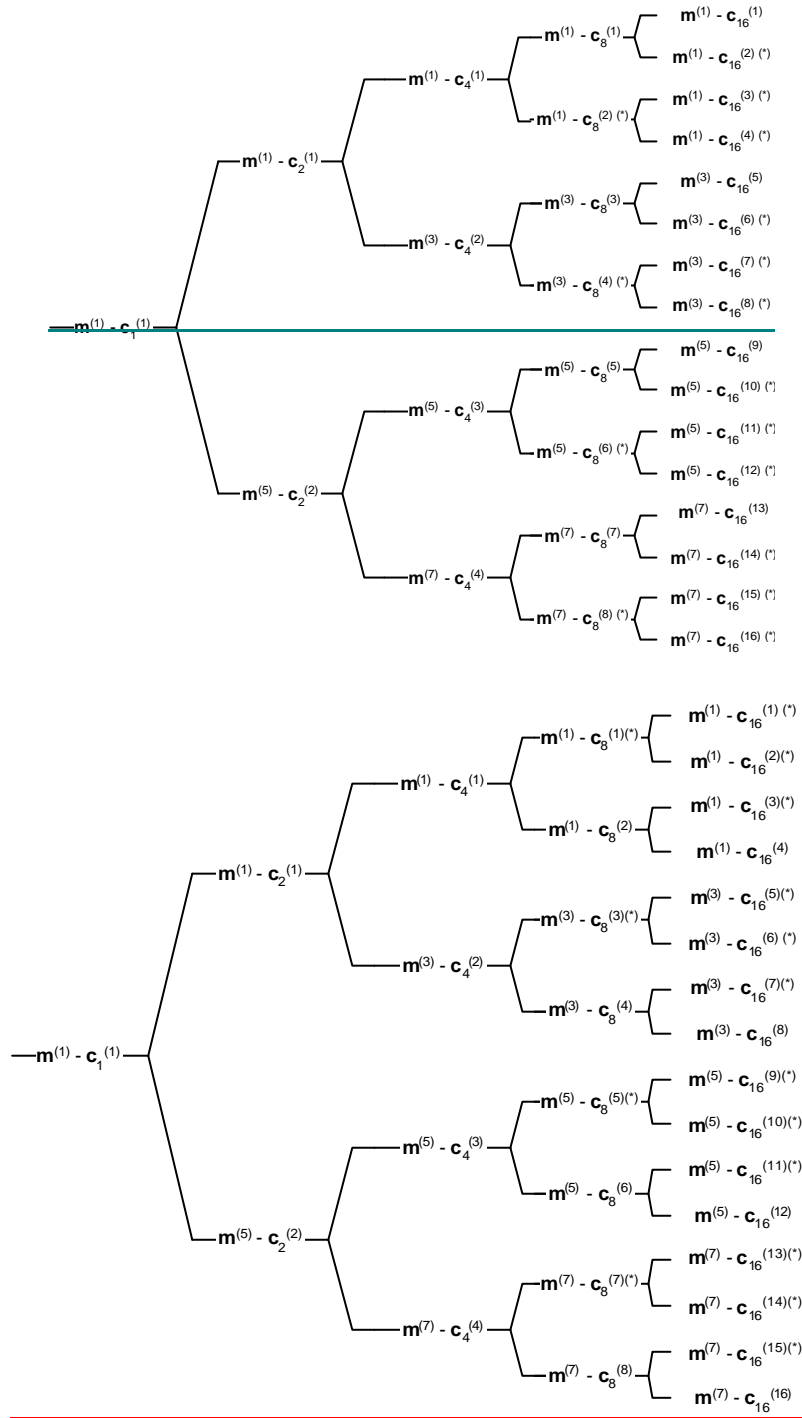 m(1) - c16(1)
m(1) - c8(1)
m(1) - c16(2) (*)
m(1) - c4(1)
m(1) - c16(3) (*)
m(1) - c8(2) (*)
m(1) - c16(4) (*)
m(1) - c2(1)
m(3) - c16(5)
m(3) - c8(3)
m(3) - c16(6) (*)
m(3) - c4(2)
m(3) - c16(7) (*)
m(3) - c8(4) (*)
m(3) - c16(8) (*)
m(1) - c1(1)
m(5) - c16(9)
m(5) - c8(5)
m(5) - c16(10) (*)
m(5) - c4(3)
m(5) - c16(11) (*)
m(5) - c8(6) (*)
m(5) - c16(12) (*)
m(5) - c2(2)
m(7) - c16(13)
m(7) - c8(7)
m(7) - c16(14) (*)
m(7) - c4(4)
m(7) - c16(15) (*)
m(7) - c8(8) (*)
m(7) - c16(16) (*)
m(1) - c16(1) (*)
m(1) - c8(1)(*)
m(1) - c16(2)(*)
m(1) - c4(1)
m(1) - c16(3)(*)
m(1) - c8(2)
m(1) - c16(4)
m(1) - c2(1)
m(3) - c16(5)(*)
m(3) - c8(3)(*)
m(3) - c16(6) (*)
m(3) - c4(2)
m(3) - c16(7)(*)
m(3) - c8(4)
m(3) - c16(8)
m(1) - c1(1)
m(5) - c16(9)(*)
m(5) - c8(5)(*)
m(5) - c16(10)(*)
m(5) - c4(3)
m(5) - c16(11)(*)
m(5) - c8(6)
m(5) - c16(12)
m(5) - c2(2)
m(7) - c16(13)(*)
m(7) - c8(7)(*)
m(7) - c16(14)(*)
m(7) - c4(4)
m(7) - c16(15)(*)
m(7) - c8(8)
m(7) - c16(16)